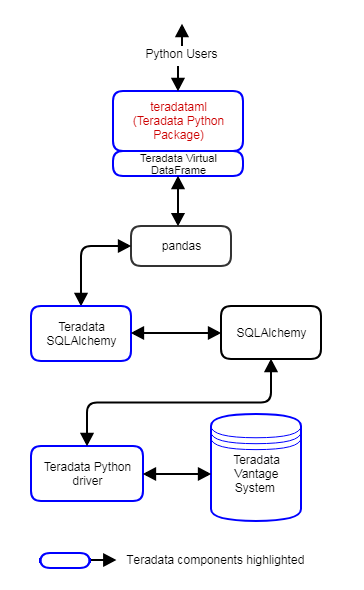 Python Users
teradataml
(Teradata Python
Package)
Teradata Virtual
DataFrame
pandas
Teradata
SQLAlchemy
SQLAlchemy
Teradata Python
driver
Teradata
Vantage
System
Teradata components highlighted